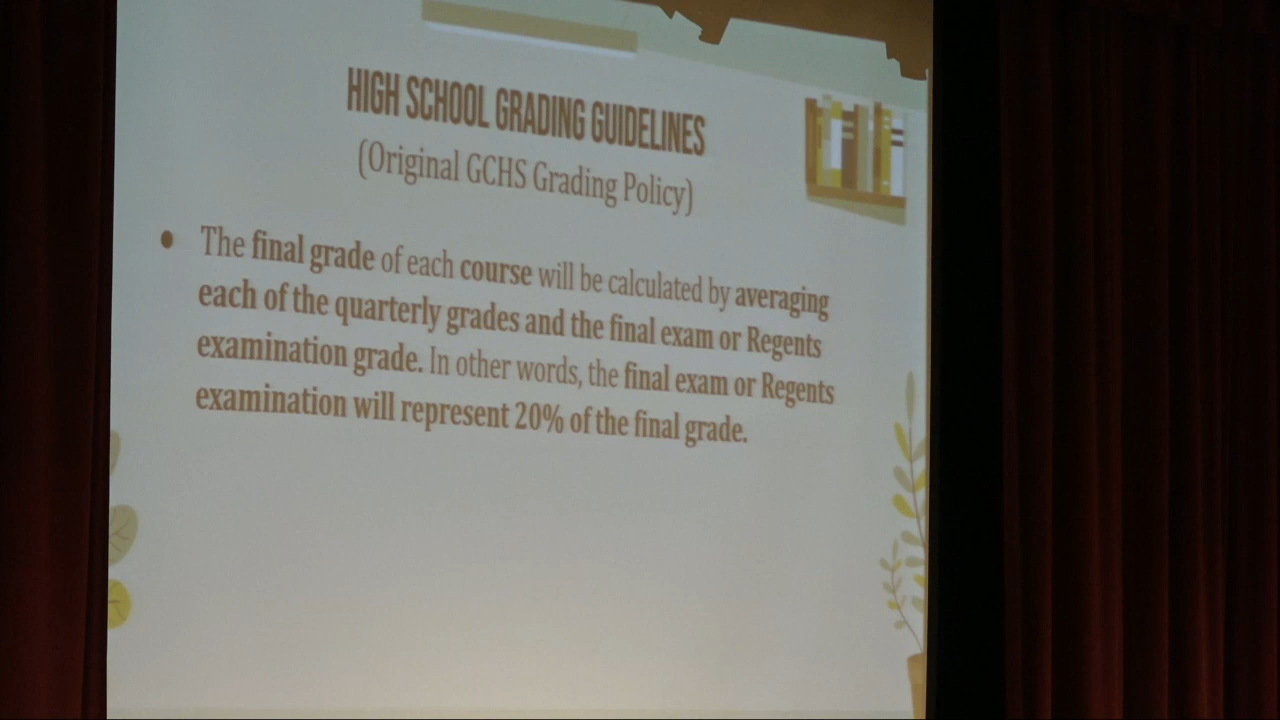 HIGH SCHOOL GRADING GUIDELINES
(Original GCHS Grading Policy)
• The final grade of each course will be calculated by averaging
each of the quarterly grades and the final exam or Regents
examination grade. In other words, the final exam or Regents
examination will represent 20% of the final grade.